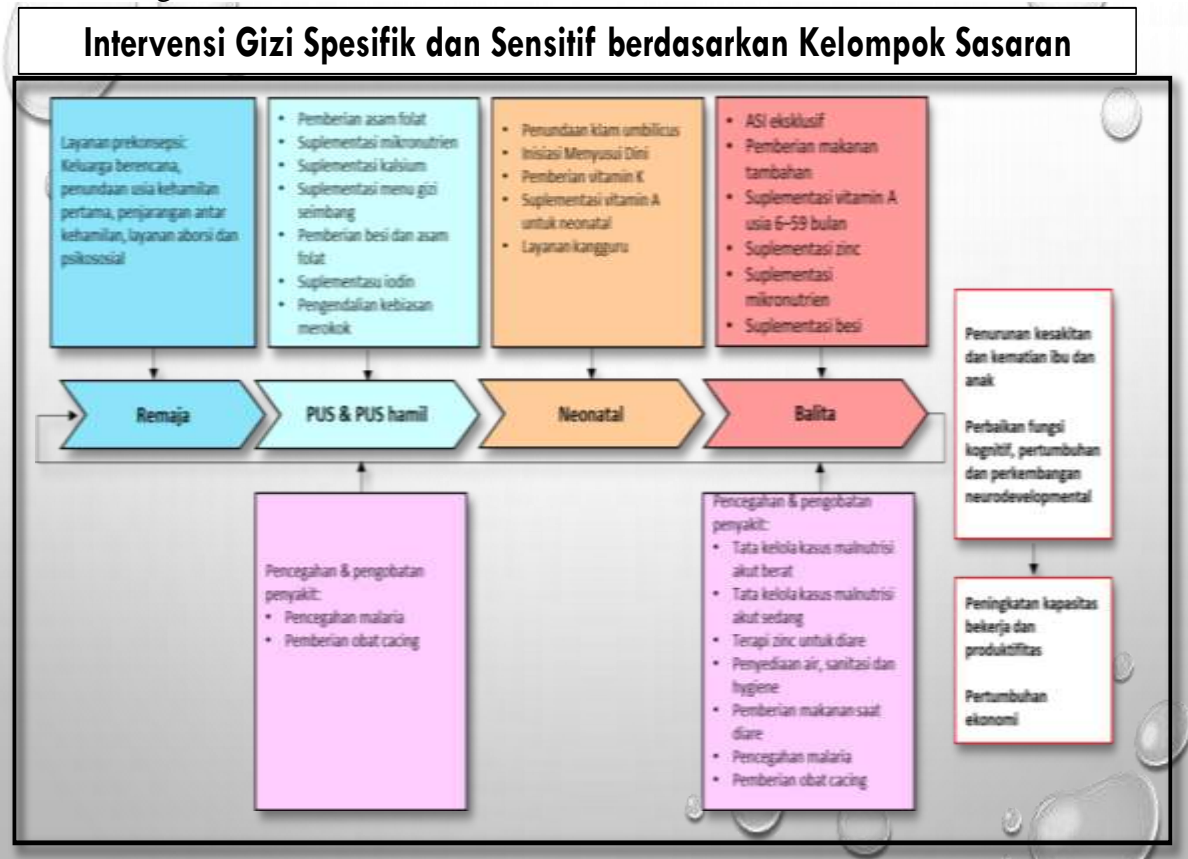 Intervensi Gizi Spesifik dan Sensitif berdasarkan Kelompok Sasaran
Layanan prekonsepsi:
Keluarga berencana,
perundaan usia kehamilan
pertama, penjarangan antar
kehamilan, layanan aborsi dan
psikososial
• Pemberian asam folat
• Suplementasi mikronutrien
• Suplementasi kalsium
• Suplementasi menu gizi
seimbang
• Pemberian besi dan asam
folat
• Suplementasu iodin
• Pengendalian kebiasan
merokok
• Penundaan klam umbilicus
• Inisiasi Menyusui Dini
• Pemberian vitamin K
• Suplementasi vitamin A
untuk neonatal
• Layanan kangguru
• ASI eksklusif
• Pemberian makanan
tambahan
• Suplementasi vitamin A
usia 6–59 bulan
• Suplementasi zinc
• Suplementasi
mikronutrien
• Suplementasi besi
Remaja
PUS & PUS hamil
Neonatal
Balita
Pencegahan & pengobatan
penyakit:
• Pencegahan malaria
• Pemberian obat cacing
Pencegahan & pengobatan
penyakit:
• Tata kelola kasus malnutrisi
akut berat
• Tata kelola kasus malnutrisi
akut sedang
• Terapi zinc untuk diare
• Penyediaan air, sanitasi dan
hygiene
• Pemberian makanan saat
diare
• Pencegahan malaria
• Pemberian obat cacing
Penurunan kesakitan
dan kematian ibu dan
anak
Perbaikan fungsi
kognitif, pertumbuhan
dan perkembangan
neurodevelopmental
Peningkatan kapasitas
bekerja dan
produktifitas
Pertumbuhan
ekonomi